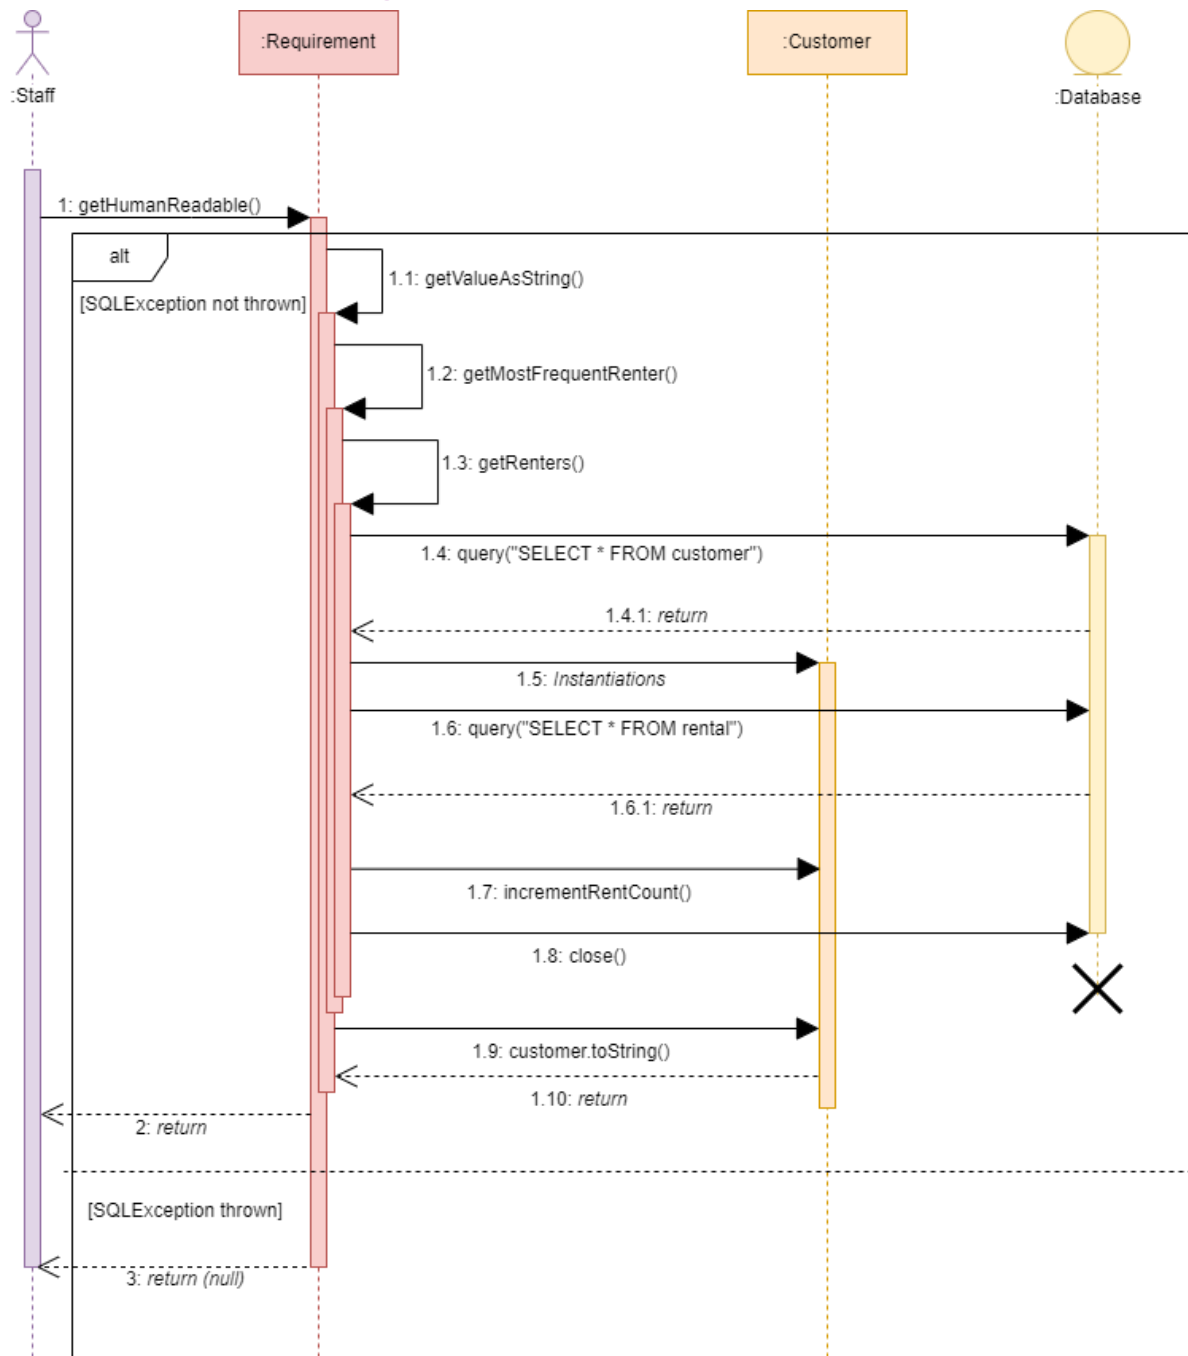 :Requirement
:Customer
:Staff
:Database
1: getHumanReadable()
alt
1.1: getValueAsString()
[SQLException not thrown]
1.2: getMostFrequentRenter()
1.3: getRenters()
1.4: query("SELECT * FROM customer")
1.4.1: return
1.5: Instantiations
1.6: query("SELECT * FROM rental")
1.6.1: return
1.7: incrementRentCount()
1.8: close()
1.9: customer.toString()
1.10: return
2: return
[SQLException thrown]
3: return (null)